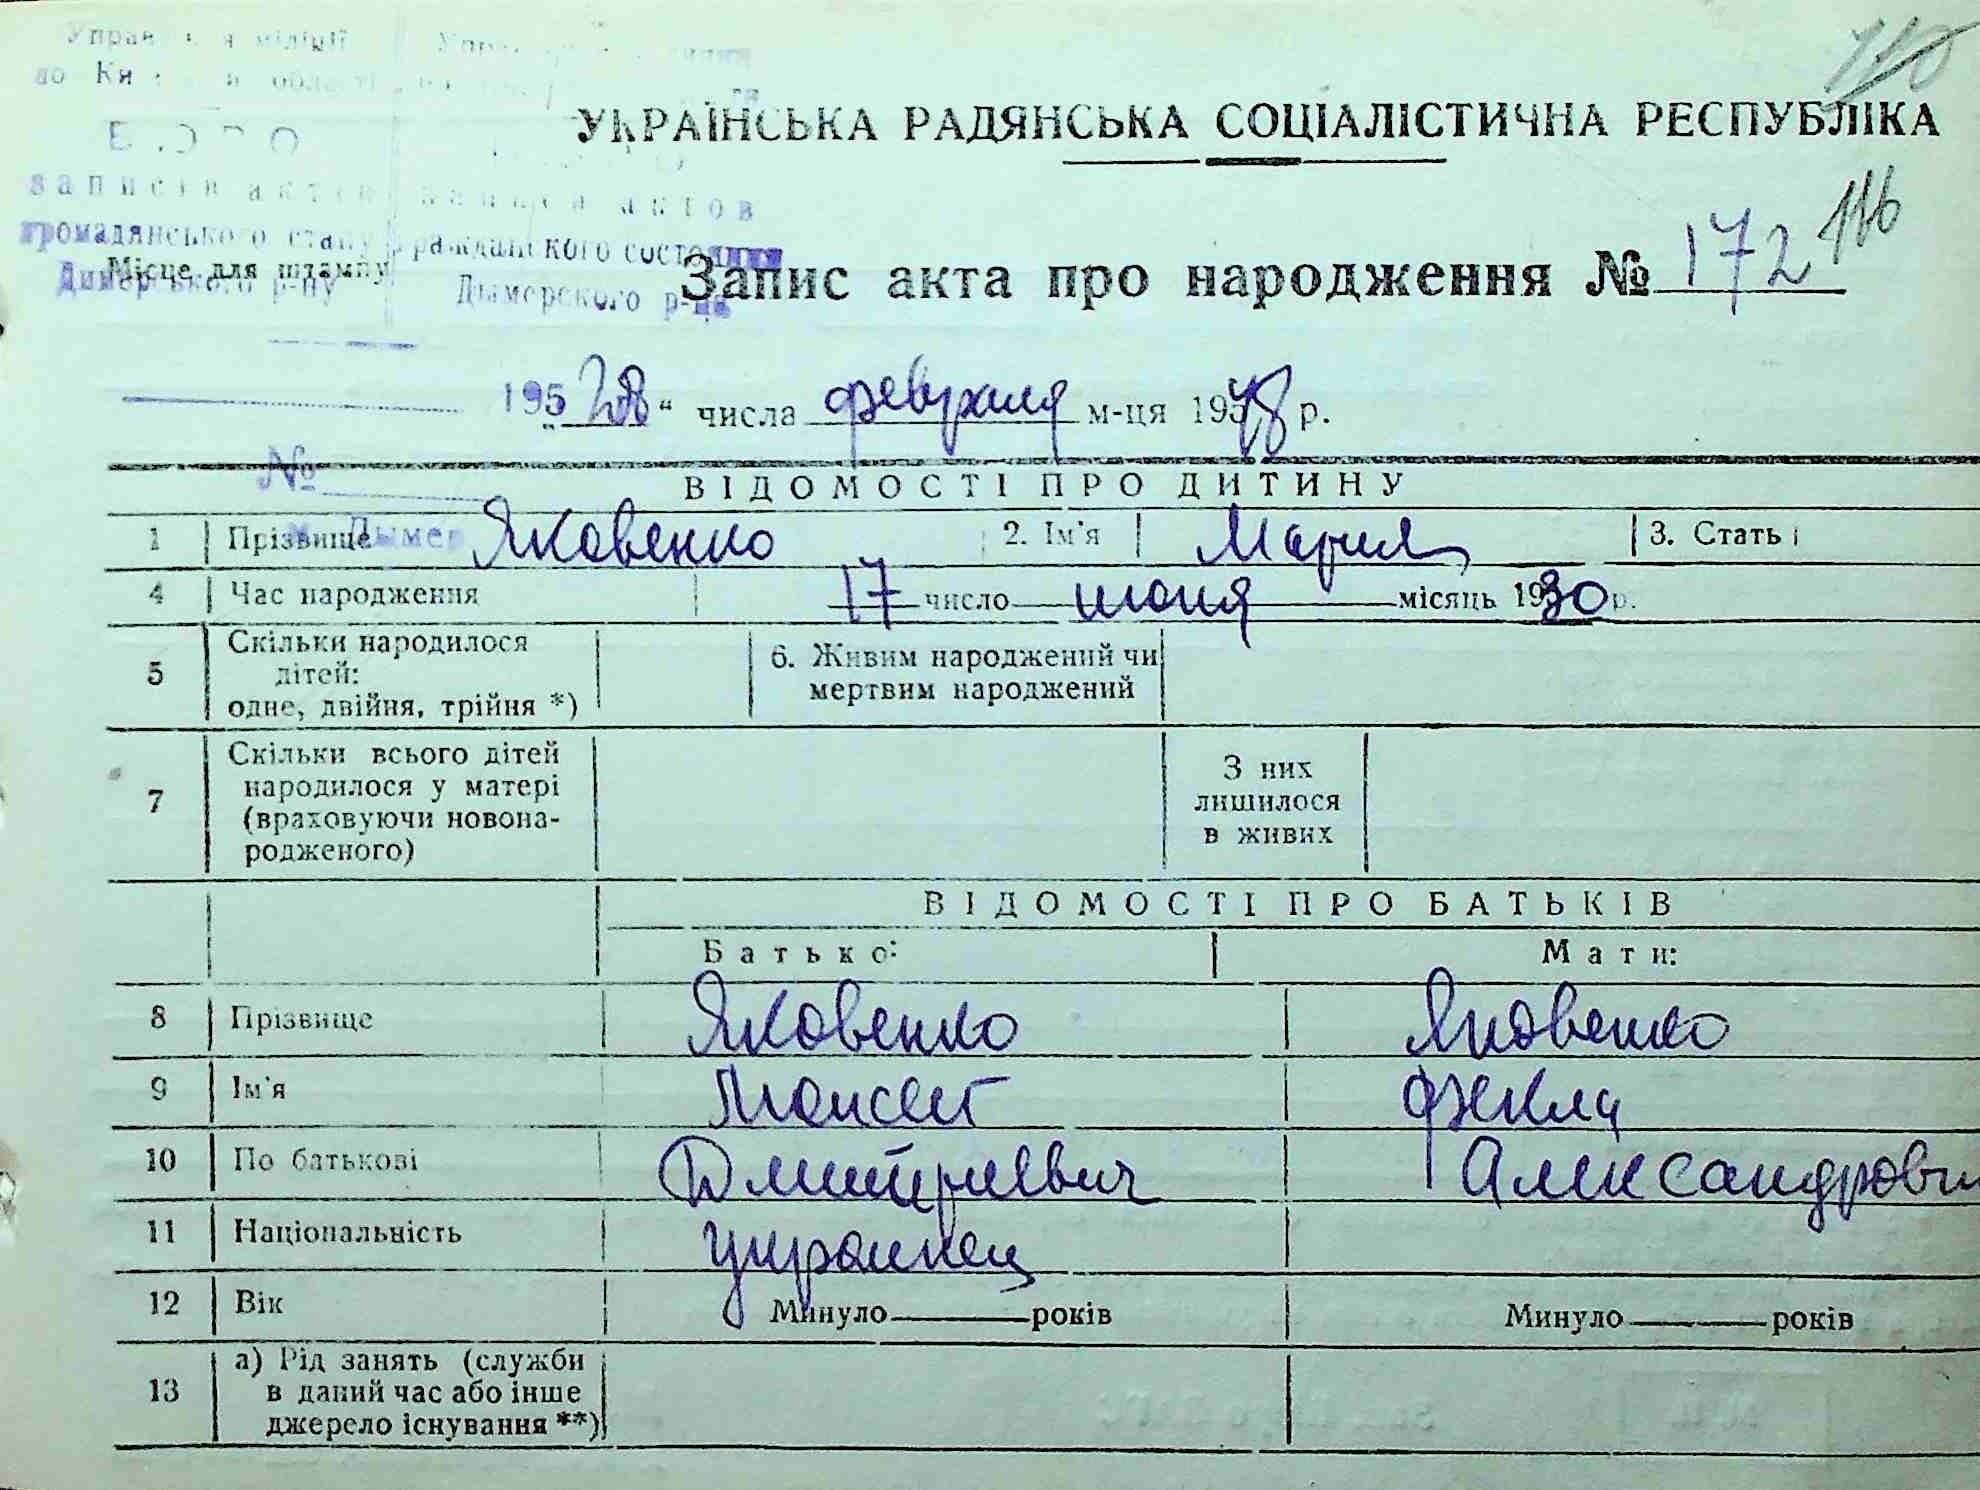 міліції
по області
УКРАЇНСЬКА РАДЯНСЬКА СОЦІАЛІСТИЧНА РЕСПУБЛІКА
записів актів записи актов
громадянського стану гражданского состояния
Місце для штампу
Димерського р-ну Дымерского р-на
Запис акта про народження № 172 116
195
„28“ числа февраля м-ця 1958 р.
№
ВІДОМОСТІ ПРО ДИТИНУ
м. Дымер
1 Прізвище Яковенко 2. Ім'я Мария 3. Стать
4 Час народження 17 число июня місяць 1930 р.
5 Скільки народилося дітей: одне, двійня, трійня *) 6. Живим народжений чи мертвим народжений
7 Скільки всього дітей народилося у матері (враховуючи новонародженого) З них лишилося в живих
ВІДОМОСТІ ПРО БАТЬКІВ
Батько: Мати:
8 Прізвище Яковенко Яковенко
9 Ім'я Моисей Фекла
10 По батькові Дмитриевич Александровн
11 Національність украинец
12 Вік Минуло років Минуло років
13 а) Рід занять (служби в даний час або інше джерело існування **)